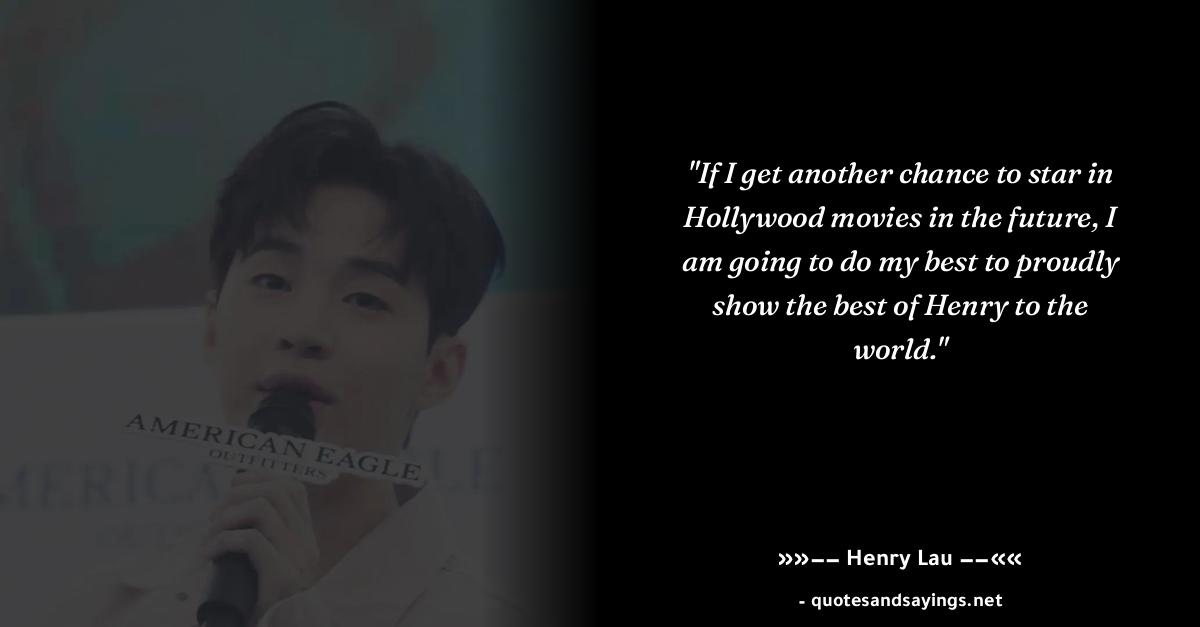 "If I get another chance to star in
Hollywood movies in the future, I
am going to do my best to proudly
show the best of Henry to the
world."
AMERICAN EAGLE
OUTFITTERS
»»−− Henry Lau −−««
- quotesandsayings.net